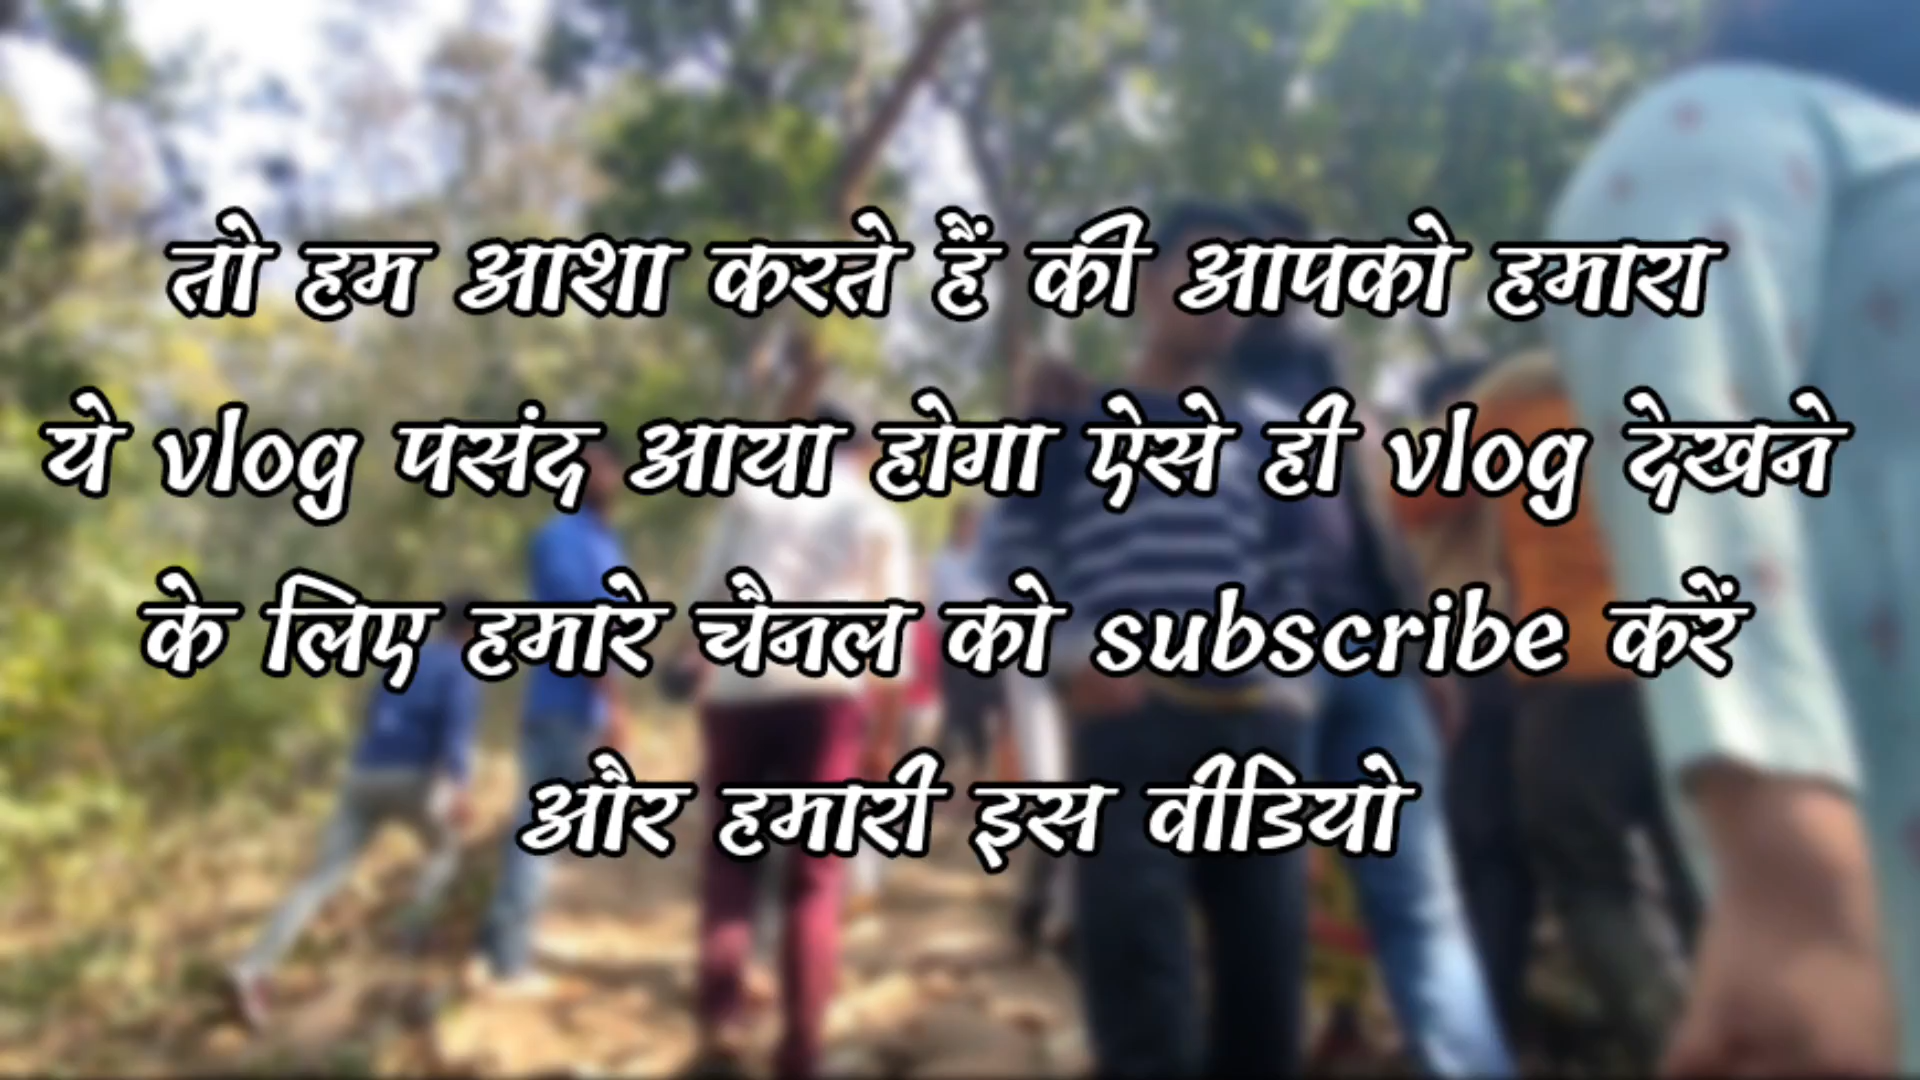 तो हम आशा करते हैं की आपको हमारा
ये vlog पसंद आया होगा ऐसे ही vlog देखने
के लिए हमारे चैनल को subscribe करें
और हमारी इस वीडियो